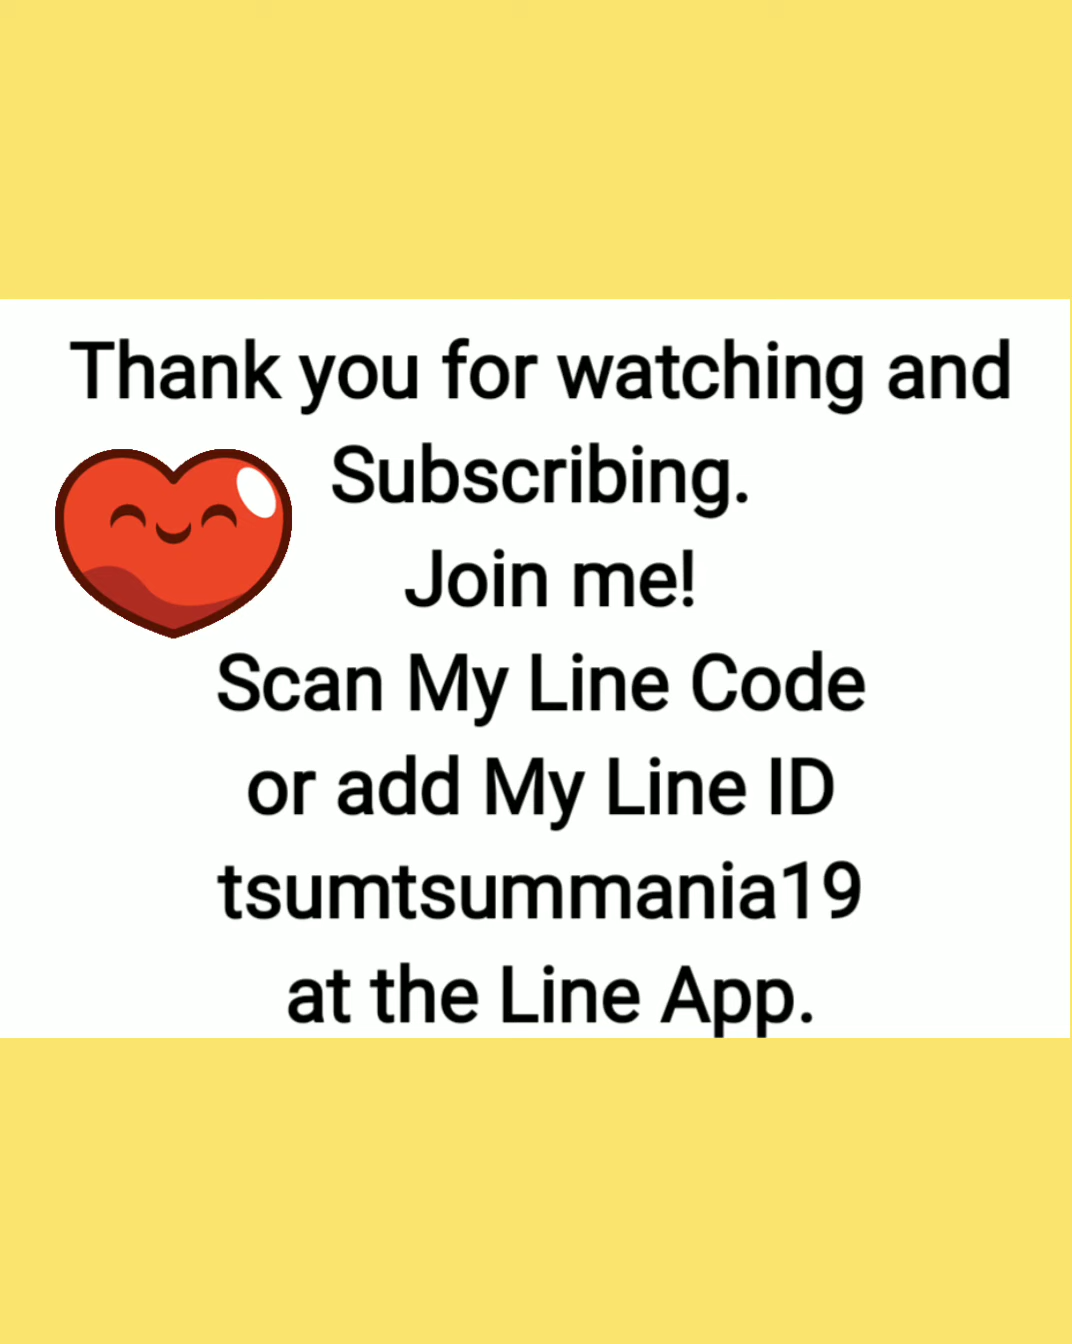 Thank you for watching and
Subscribing.
Join me!
Scan My Line Code
or add My Line ID
tsumtsummania19
at the Line App.